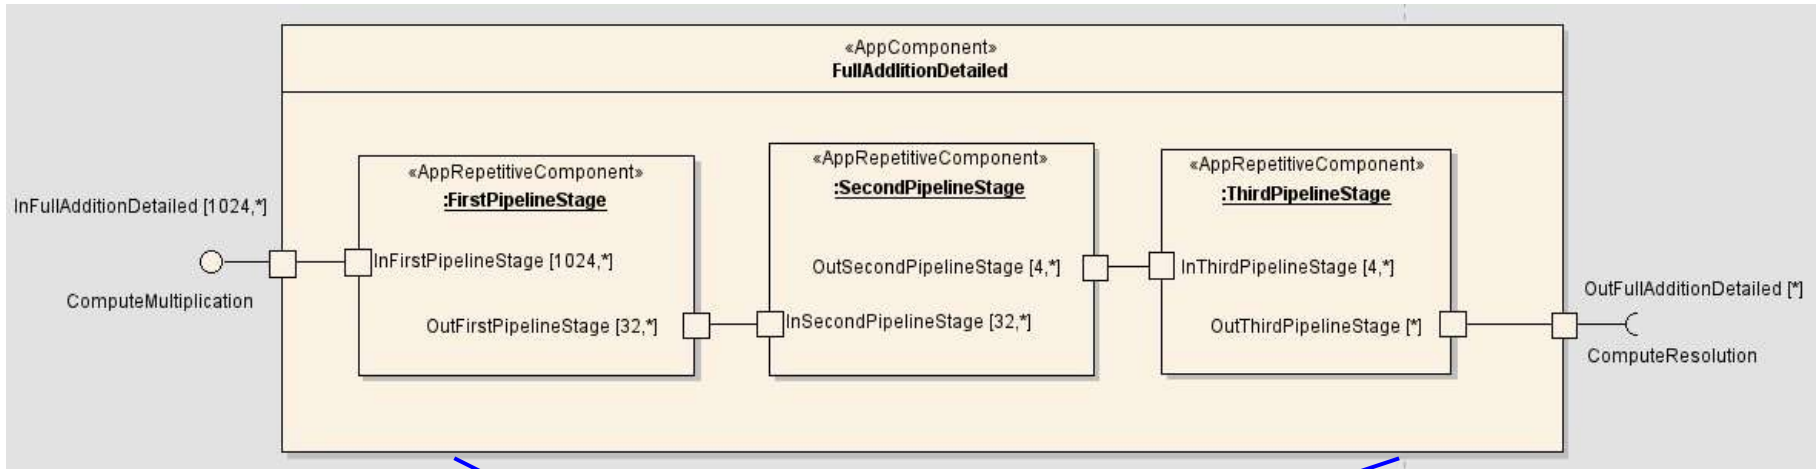 «AppComponent»
FullAddlitionDetailed
InFullAdditionDetailed [1024,*]
ComputeMultiplication
«AppRepetitiveComponent»
:FirstPipelineStage
InFirstPipelineStage [1024,*]
OutFirstPipelineStage [32,*]
«AppRepetitiveComponent»
:SecondPipelineStage
OutSecondPipelineStage [4,*]
InSecondPipelineStage [32,*]
«AppRepetitiveComponent»
:ThirdPipelineStage
InThirdPipelineStage [4,*]
OutThirdPipelineStage [*]
OutFullAdditionDetailed [*]
ComputeResolution